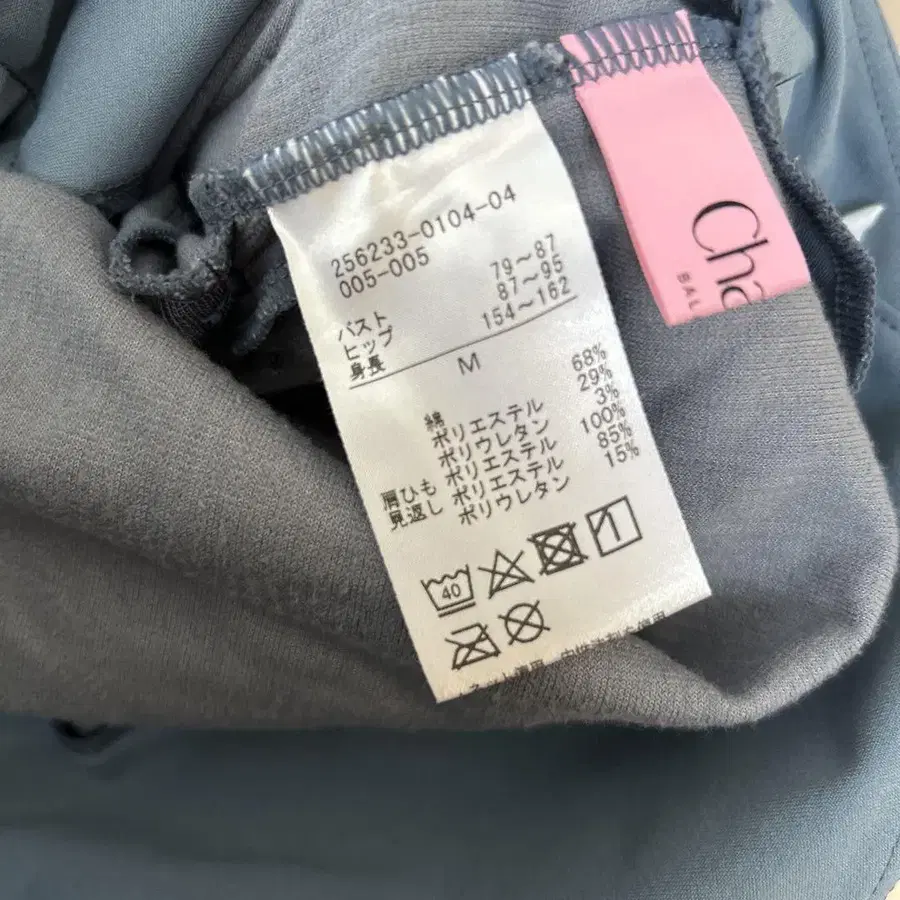 256233-0104-04
005-005
バスト 79～87
ヒップ 87～95
身長 154～162
M
綿 68%
ポリエステル 29%
ポリウレタン 3%
肩ひも ポリエステル 100%
見返し ポリエステル 85%
ポリウレタン 15%
40
Cha
BAL